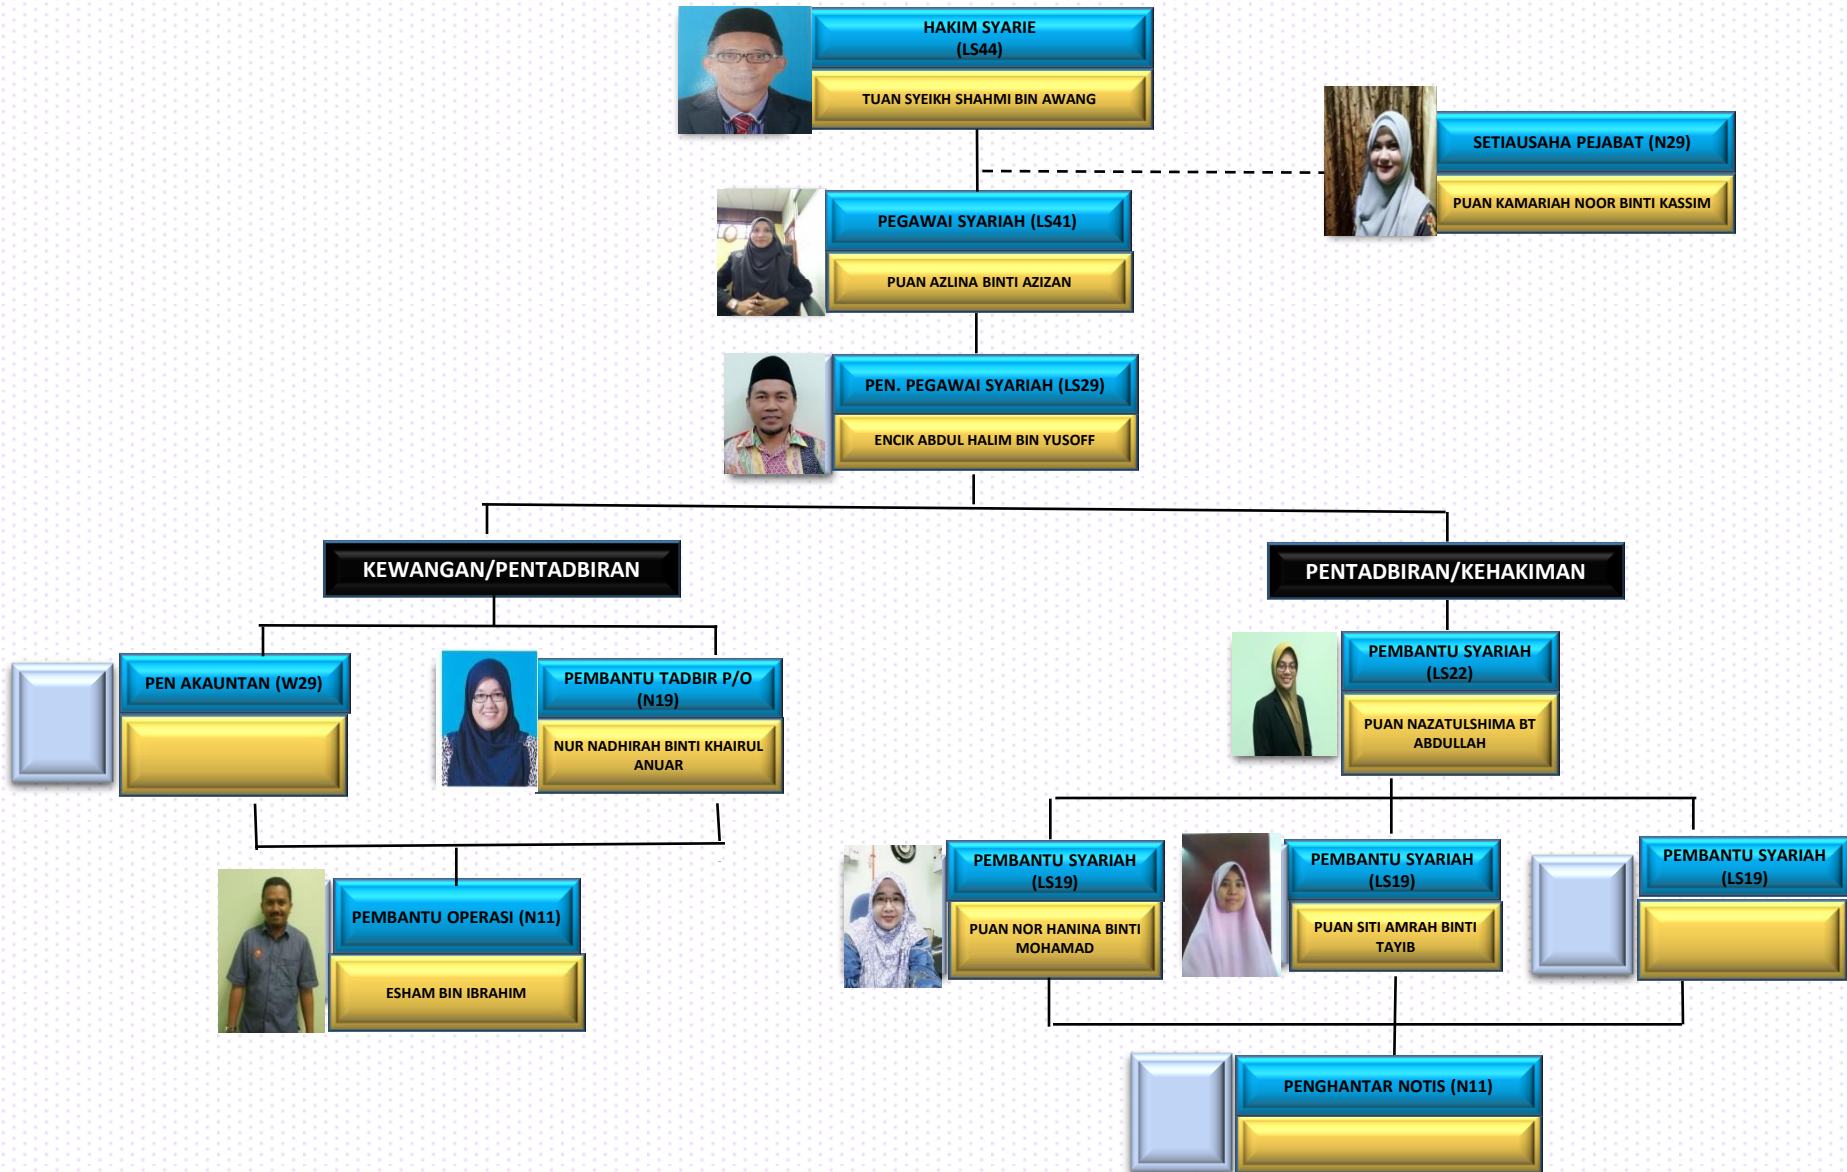 HAKIM SYARIE
(LS44)
TUAN SYEIKH SHAHMI BIN AWANG
SETIAUSAHA PEJABAT (N29)
PUAN KAMARIAH NOOR BINTI KASSIM
PEGAWAI SYARIAH (LS41)
PUAN AZLINA BINTI AZIZAN
PEN. PEGAWAI SYARIAH (LS29)
ENCIK ABDUL HALIM BIN YUSOFF
KEWANGAN/PENTADBIRAN
PEN AKAUNTAN (W29)
PEMBANTU TADBIR P/O
(N19)
NUR NADHIRAH BINTI KHAIRUL
ANUAR
PEMBANTU OPERASI (N11)
ESHAM BIN IBRAHIM
PENTADBIRAN/KEHAKIMAN
PEMBANTU SYARIAH
(LS22)
PUAN NAZATULSHIMA BT
ABDULLAH
PEMBANTU SYARIAH
(LS19)
PUAN NOR HANINA BINTI
MOHAMAD
PEMBANTU SYARIAH
(LS19)
PUAN SITI AMRAH BINTI
TAYIB
PEMBANTU SYARIAH
(LS19)
PENGHANTAR NOTIS (N11)